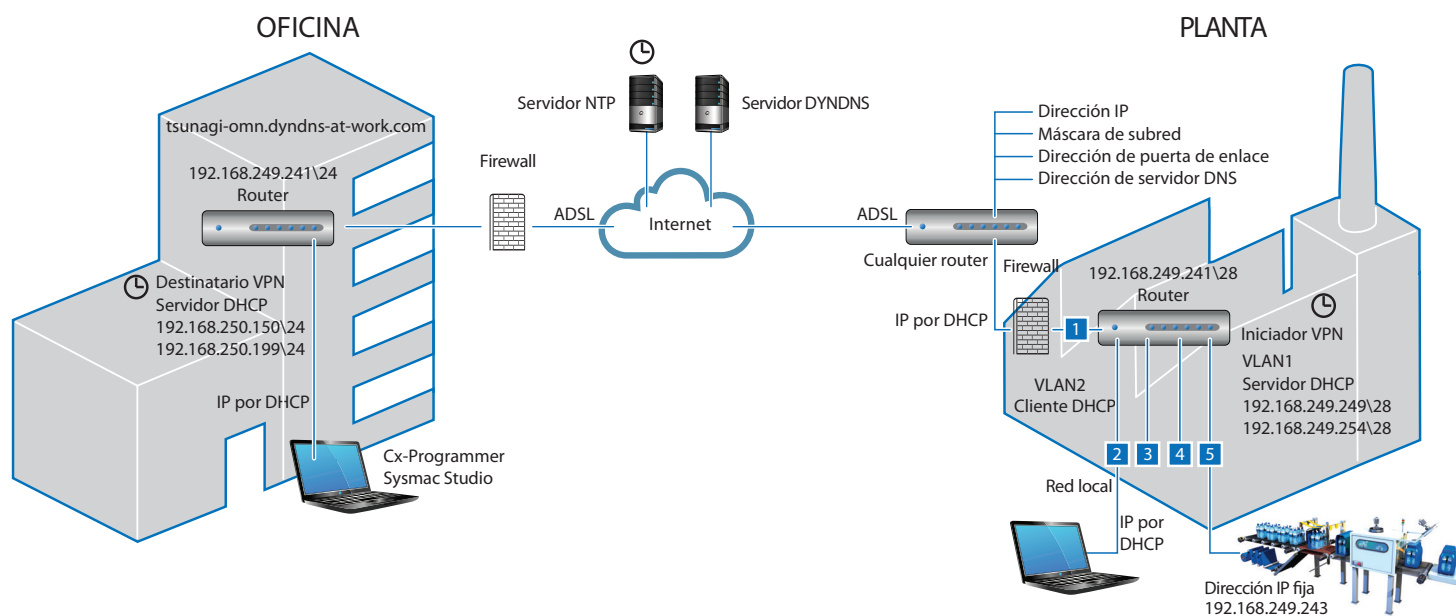 OFICINA
tsunagi-omn.dyndns-at-work.com
192.168.249.241\24
Router
Destinatario VPN
Servidor DHCP
192.168.250.150\24
192.168.250.199\24
IP por DHCP
Cx-Programmer
Sysmac Studio
Firewall
ADSL
Servidor NTP
Servidor DYNDNS
Internet
ADSL
PLANTA
Dirección IP
Máscara de subred
Dirección de puerta de enlace
Dirección de servidor DNS
Cualquier router
Firewall
IP por DHCP
1
192.168.249.241\28
Router
Iniciador VPN
VLAN1
Servidor DHCP
192.168.249.249\28
192.168.249.254\28
VLAN2
Cliente DHCP
2
3
4
5
Red local
IP por
DHCP
Dirección IP fija
192.168.249.243